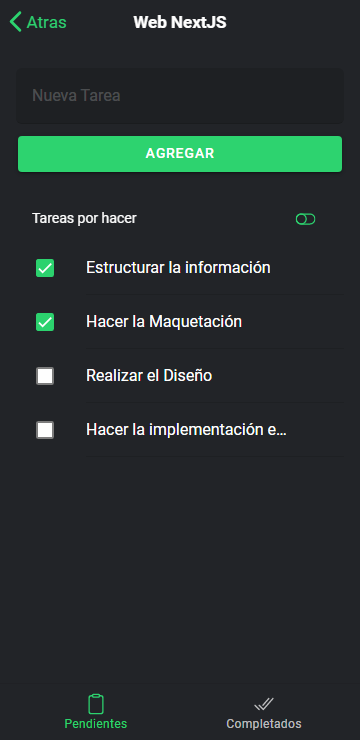 Atras
Web NextJS
Nueva Tarea
AGREGAR
Tareas por hacer
Estructurar la información
Hacer la Maquetación
Realizar el Diseño
Hacer la implementación e...
Pendientes
Completados